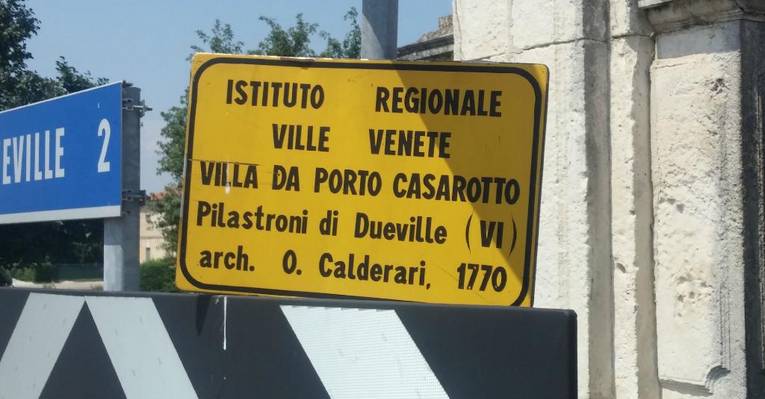 EVILLE 2
ISTITUTO REGIONALE
VILLE VENETE
VILLA DA PORTO CASAROTTO
Pilastroni di Dueville (VI)
arch. O. Calderari, 1770